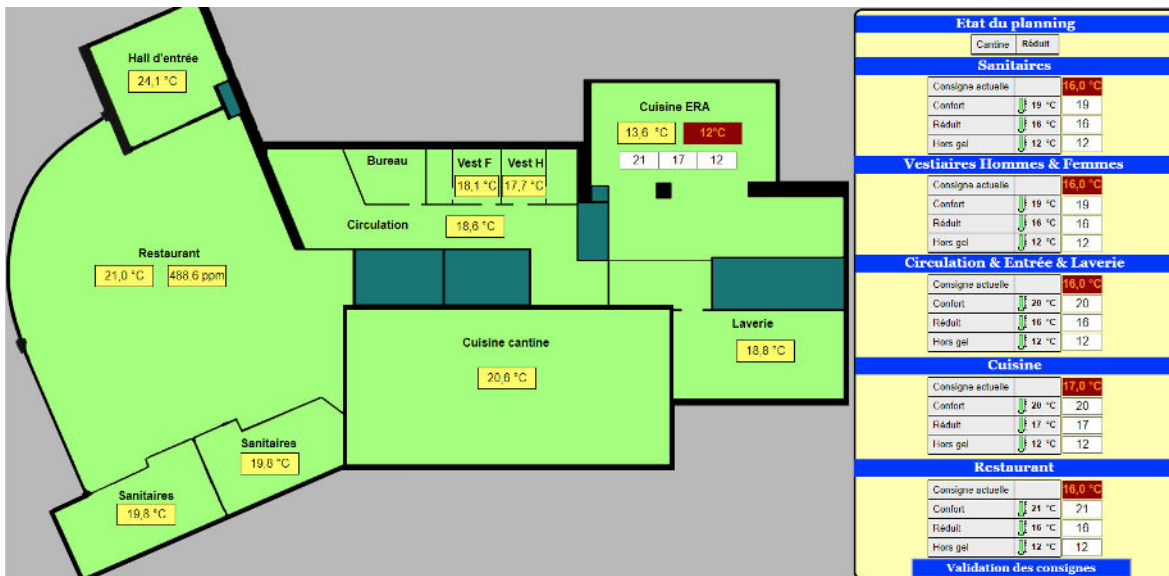 Hall d'entrée
24,1 °C
Cuisine ERA
13,6 °C 12°C
21 17 12
Bureau Vest F Vest H
18,1 °C 17,7 °C
Circulation 18,6 °C
Restaurant
21,0 °C 488,6 ppm
Cuisine cantine
20,6 °C
Laverie
18,8 °C
Sanitaires
19,8 °C
Sanitaires
19,8 °C
Etat du planning
Cantine Réduit
Sanitaires
Consigne actuelle 16,0 °C
Confort 19 °C 19
Réduit 16 °C 16
Hors gel 12 °C 12
Vestiaires Hommes & Femmes
Consigne actuelle 16,0 °C
Confort 19 °C 19
Réduit 16 °C 16
Hors gel 12 °C 12
Circulation & Entrée & Laverie
Consigne actuelle 16,0 °C
Confort 20 °C 20
Réduit 16 °C 16
Hors gel 12 °C 12
Cuisine
Consigne actuelle 17,0 °C
Confort 20 °C 20
Réduit 17 °C 17
Hors gel 12 °C 12
Restaurant
Consigne actuelle 16,0 °C
Confort 21 °C 21
Réduit 16 °C 16
Hors gel 12 °C 12
Validation des consignes